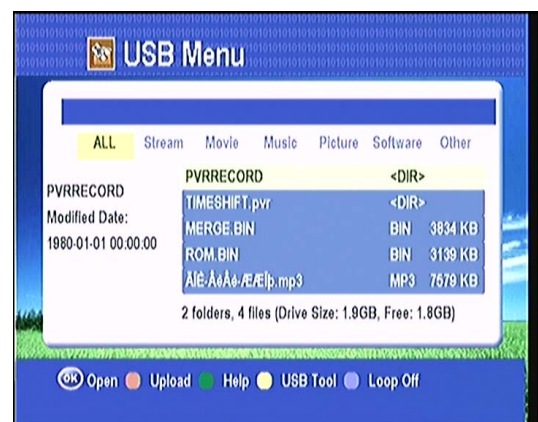 USB Menu
ALL Stream Movie Music Picture Software Other
PVRRECORD
Modified Date:
1980-01-01 00:00:00
PVRRECORD <DIR>
TIMESHIFT.pvr <DIR>
MERGE.BIN BIN 3834 KB
ROM.BIN BIN 3139 KB
MP3 7579 KB
2 folders, 4 files (Drive Size: 1.9GB, Free: 1.8GB)
OK Open Upload Help USB Tool Loop Off